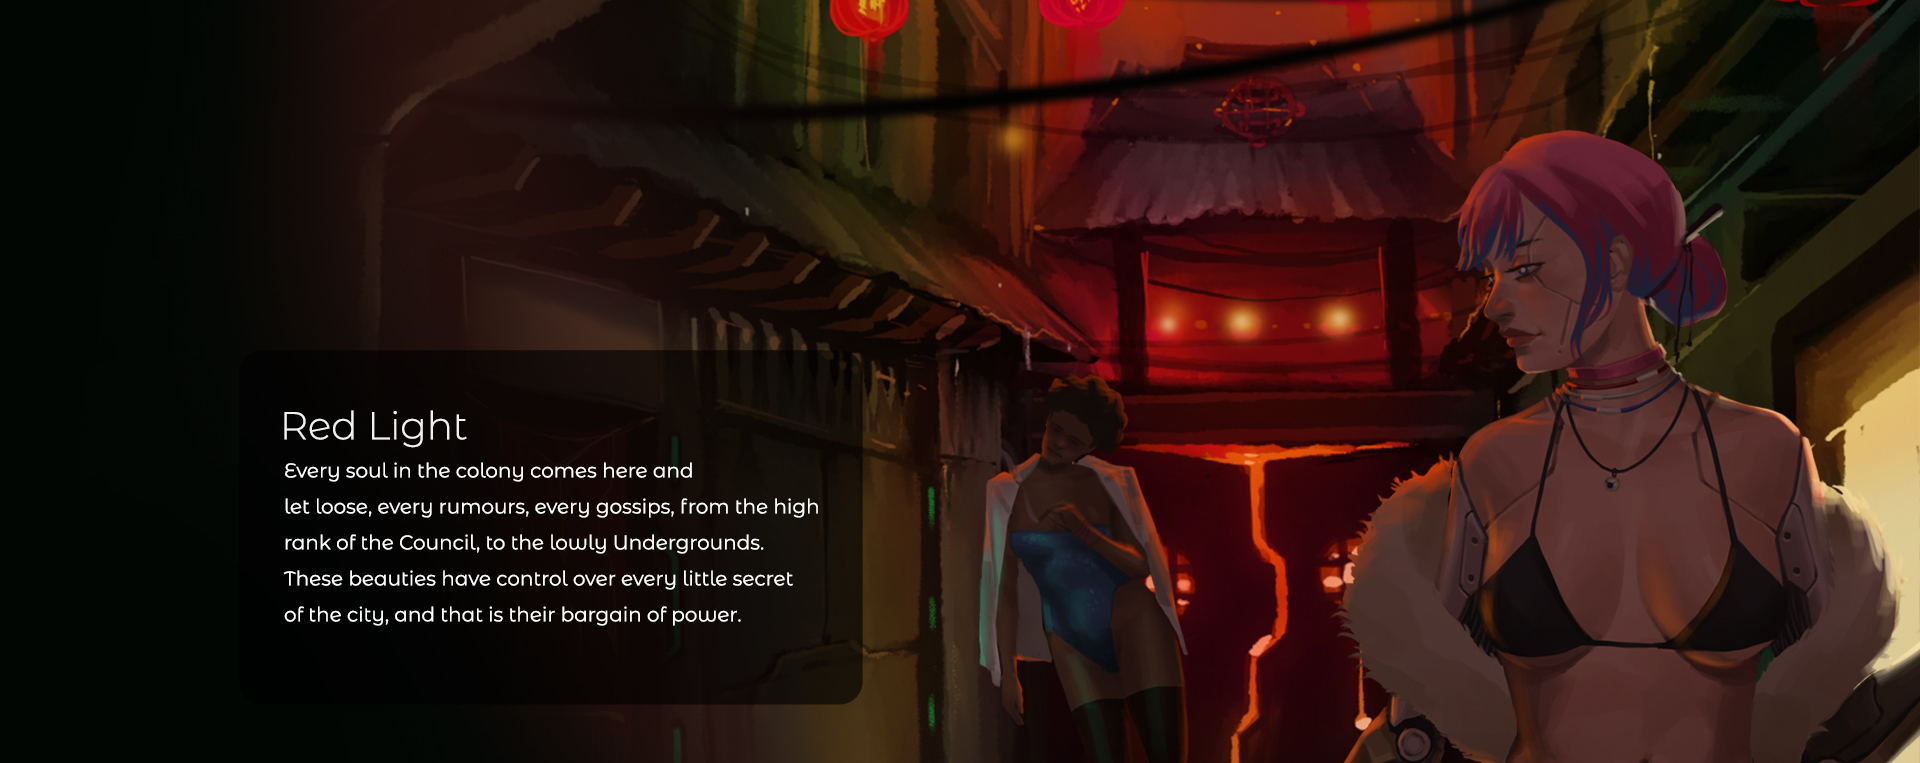 Red Light
Every soul in the colony comes here and
let loose, every rumours, every gossips, from the high
rank of the Council, to the lowly Undergrounds.
These beauties have control over every little secret
of the city, and that is their bargain of power.